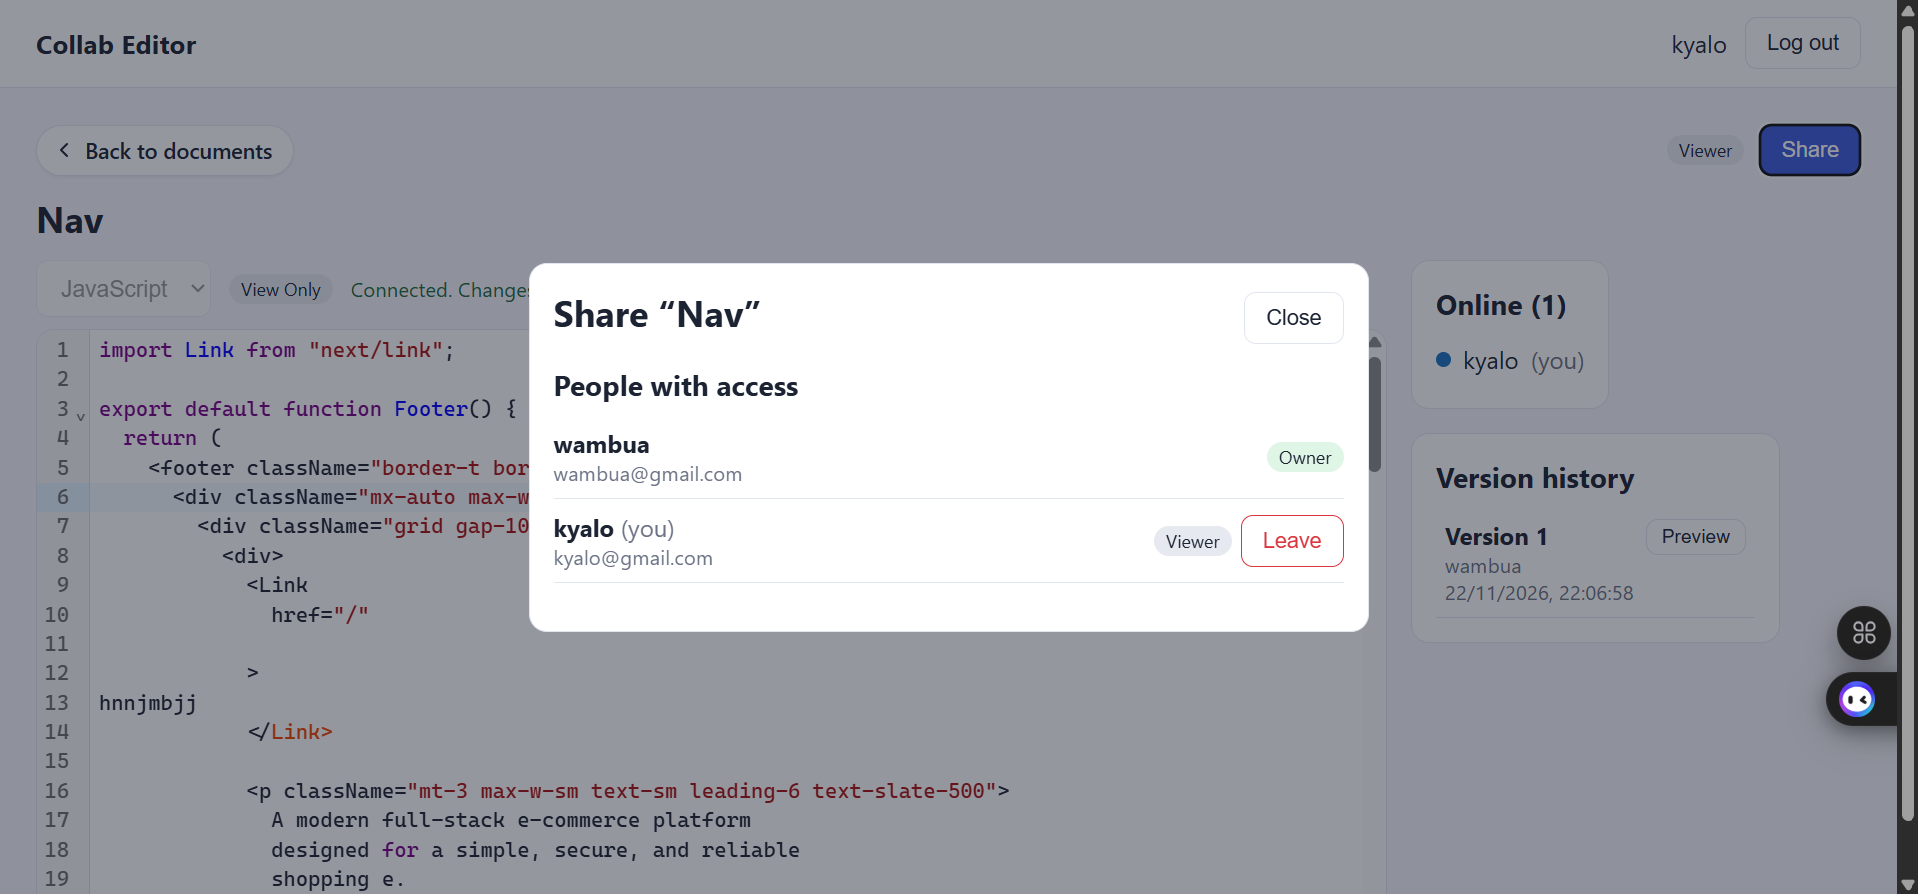 Collab Editor
kyalo
Log out
Back to documents
Viewer
Share
Nav
JavaScript
View Only
Connected. Changes
Share “Nav”
Close
People with access
wambua
wambua@gmail.com
Owner
kyalo (you)
kyalo@gmail.com
Viewer
Leave
1 import Link from "next/link";
2
3 export default function Footer() {
4 return (
5 <footer className="border-t bor
6 <div className="mx-auto max-w
7 <div className="grid gap-10
8 <div>
9 <Link
10 href="/"
11
12 >
13 hnnjmbjj
14 </Link>
15
16 <p className="mt-3 max-w-sm text-sm leading-6 text-slate-500">
17 A modern full-stack e-commerce platform
18 designed for a simple, secure, and reliable
19 shopping e.
Online (1)
kyalo (you)
Version history
Version 1
Preview
wambua
22/11/2026, 22:06:58